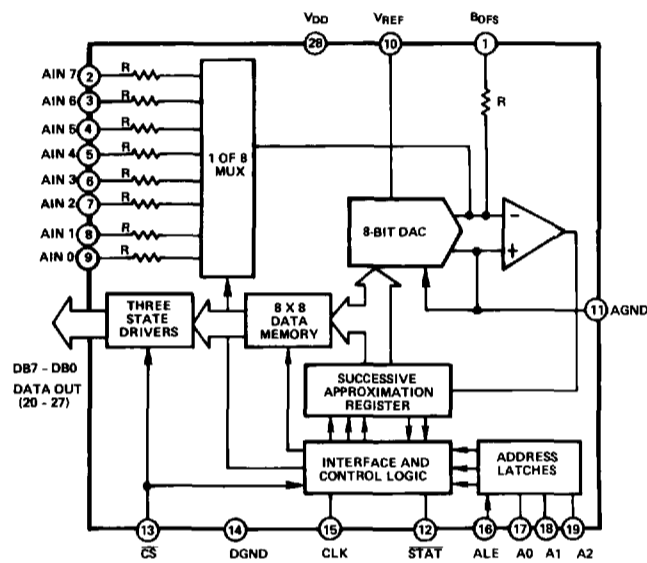 VDD VREF BOFS
28 10 1
AIN 7 2 R
AIN 6 3 R
AIN 5 4 R
AIN 4 5 R
AIN 3 6 R
AIN 2 7 R
AIN 1 8
AIN 0 9 R
1 OF 8
MUX
R
8-BIT DAC
−
+
11 AGND
THREE
STATE
DRIVERS
8 X 8
DATA
MEMORY
DB7 – DB0
DATA OUT
(20 - 27)
SUCCESSIVE
APPROXIMATION
REGISTER
INTERFACE AND
CONTROL LOGIC
ADDRESS
LATCHES
13 14 15 12 16 17 18 19
CS DGND CLK STAT ALE A0 A1 A2